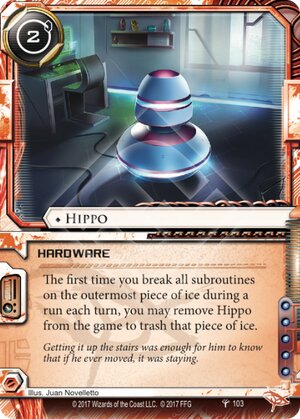 2
◆ HIPPO
HARDWARE
The first time you break all subroutines
on the outermost piece of ice during a
run each turn, you may remove Hippo
from the game to trash that piece of ice.
Getting it up the stairs was enough for him to know
that if he ever moved, it was staying.
Illus. Juan Novelletto
© 2017 Wizards of the Coast LLC. © 2017 FFG
103